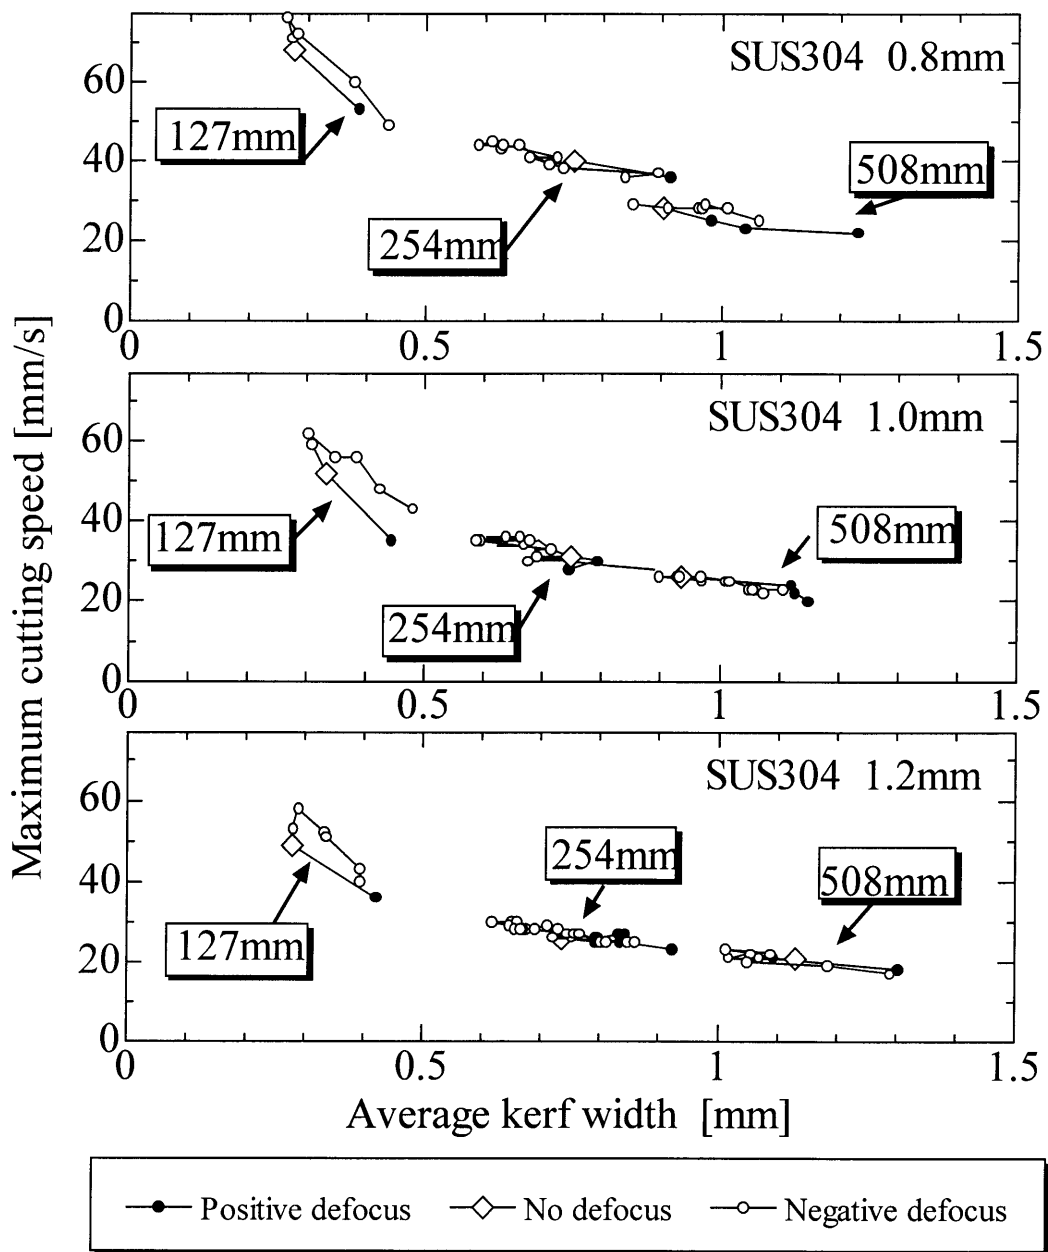 SUS304 0.8mm
60
127mm
40
508mm
254mm
20
0
0 0.5 1 1.5
SUS304 1.0mm
60
40
127mm
508mm
20
254mm
0
0 0.5 1 1.5
SUS304 1.2mm
60
254mm
40
508mm
127mm
20
0
0 0.5 1 1.5
Maximum cutting speed [mm/s]
Average kerf width [mm]
Positive defocus No defocus Negative defocus